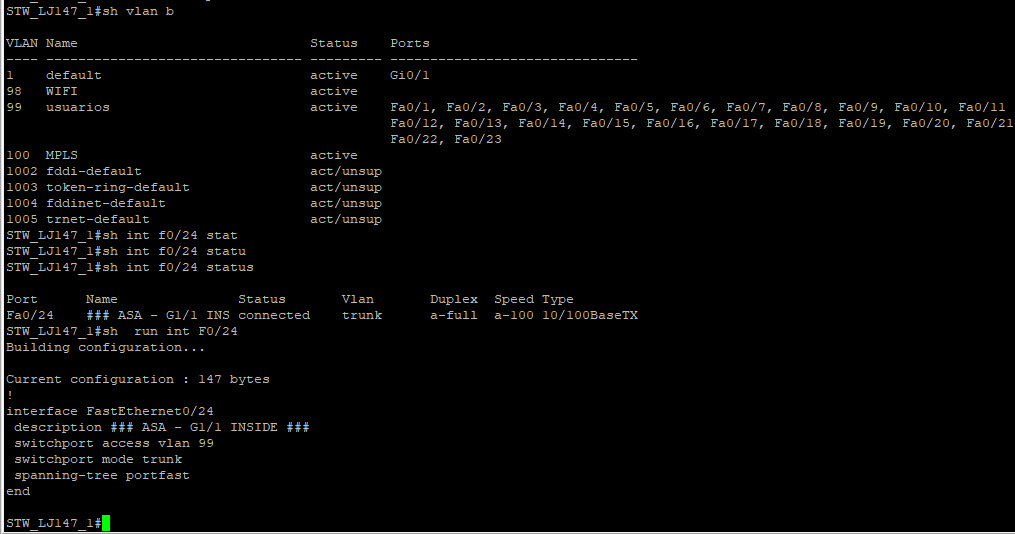 STW_LJ147_1#sh vlan b
VLAN Name                             Status    Ports
---- -------------------------------- --------- -------------------------------
1    default                          active    Gi0/1
98   WIFI                             active
99   usuarios                         active    Fa0/1, Fa0/2, Fa0/3, Fa0/4, Fa0/5, Fa0/6, Fa0/7, Fa0/8, Fa0/9, Fa0/10, Fa0/11
                                                Fa0/12, Fa0/13, Fa0/14, Fa0/15, Fa0/16, Fa0/17, Fa0/18, Fa0/19, Fa0/20, Fa0/21
                                                Fa0/22, Fa0/23
100  MPLS                             active
1002 fddi-default                     act/unsup
1003 token-ring-default               act/unsup
1004 fddinet-default                  act/unsup
1005 trnet-default                    act/unsup
STW_LJ147_1#sh int f0/24 stat
STW_LJ147_1#sh int f0/24 statu
STW_LJ147_1#sh int f0/24 status
Port      Name               Status       Vlan       Duplex  Speed Type
Fa0/24    ### ASA - G1/1 INS connected    trunk      a-full  a-100 10/100BaseTX
STW_LJ147_1#sh  run int F0/24
Building configuration...
Current configuration : 147 bytes
!
interface FastEthernet0/24
 description ### ASA - G1/1 INSIDE ###
 switchport access vlan 99
 switchport mode trunk
 spanning-tree portfast
end
STW_LJ147_1#